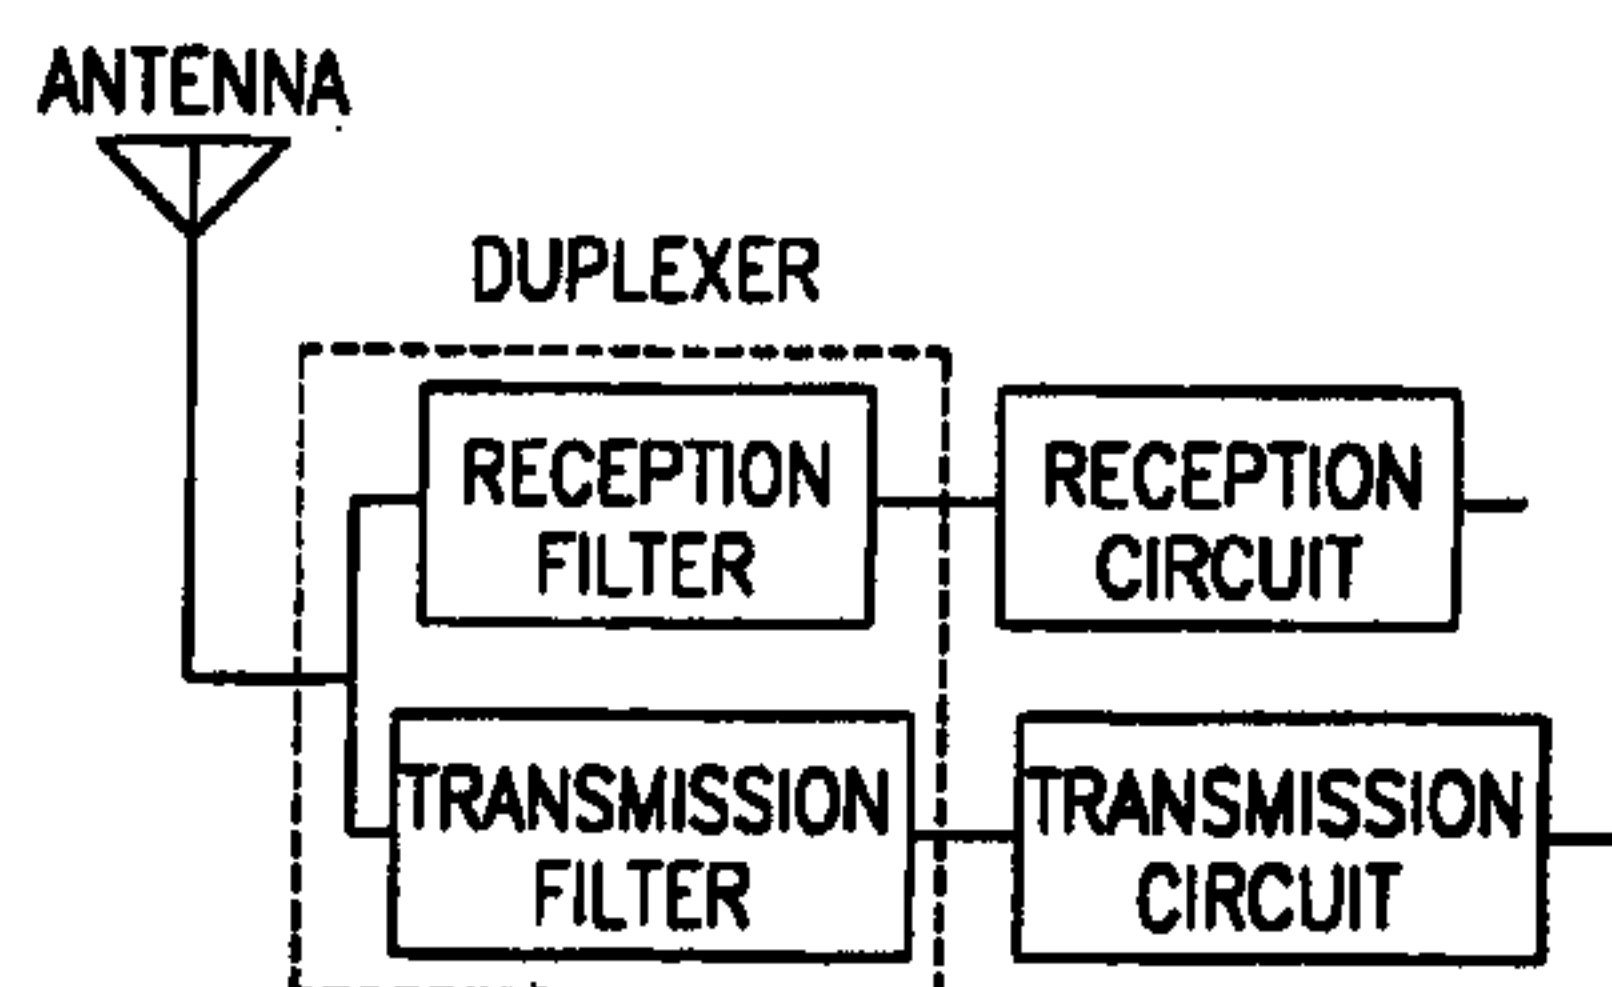 ANTENNA
DUPLEXER
RECEPTION
FILTER
RECEPTION
CIRCUIT
TRANSMISSION
FILTER
TRANSMISSION
CIRCUIT